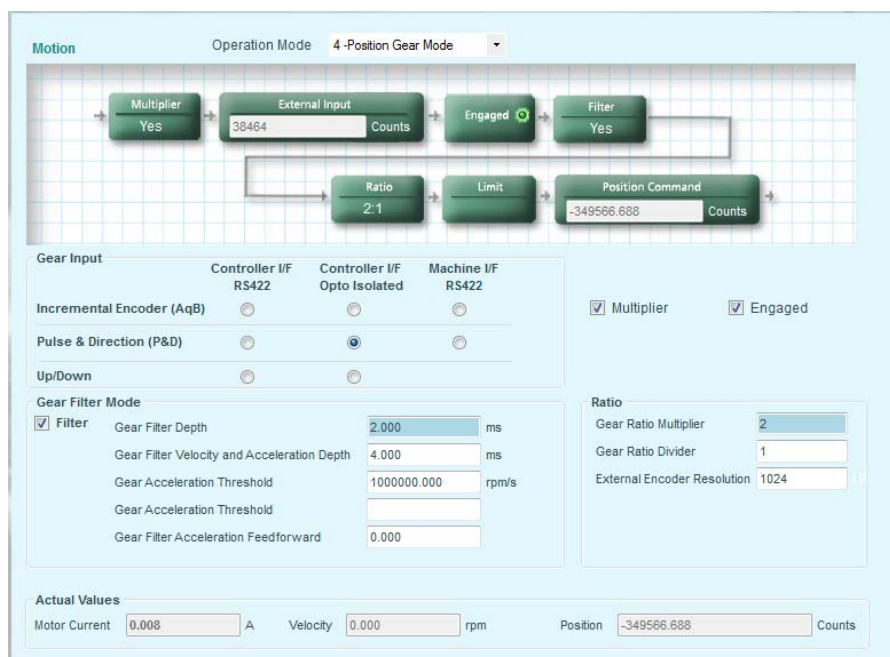 Motion Operation Mode 4 -Position Gear Mode
Multiplier External Input Engaged Filter
Yes 38464 Counts Yes
Ratio Limit Position Command
2:1 -349566.688 Counts
Gear Input
Controller I/F Controller I/F Machine I/F
RS422 Opto Isolated RS422
Incremental Encoder (AqB) Multiplier Engaged
Pulse & Direction (P&D)
Up/Down
Gear Filter Mode Ratio
Filter Gear Filter Depth 2.000 ms Gear Ratio Multiplier 2
Gear Filter Velocity and Acceleration Depth 4.000 ms Gear Ratio Divider 1
Gear Acceleration Threshold 1000000.000 rpm/s External Encoder Resolution 1024
Gear Acceleration Threshold
Gear Filter Acceleration Feedforward 0.000
Actual Values
Motor Current 0.008 A Velocity 0.000 rpm Position -349566.688 Counts